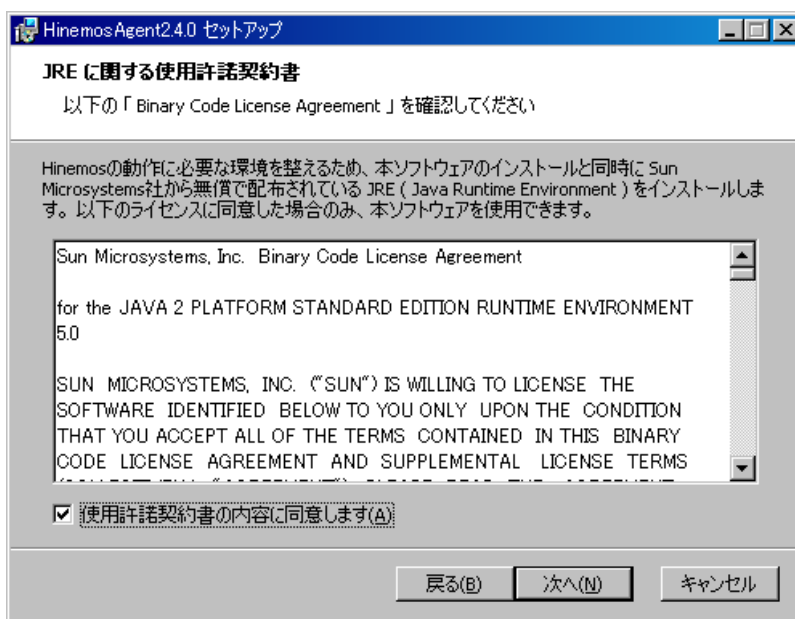 HinemosAgent2.4.0 セットアップ
JRE に関する使用許諾契約書
以下の「 Binary Code License Agreement 」を確認してください
Hinemosの動作に必要な環境を整えるため、本ソフトウェアのインストールと同時に Sun
Microsystems社から無償で配布されている JRE ( Java Runtime Environment ) をインストールしま
す。以下のライセンスに同意した場合のみ、本ソフトウェアを使用できます。
Sun Microsystems, Inc. Binary Code License Agreement
for the JAVA 2 PLATFORM STANDARD EDITION RUNTIME ENVIRONMENT
5.0
SUN MICROSYSTEMS, INC. ("SUN") IS WILLING TO LICENSE THE
SOFTWARE IDENTIFIED BELOW TO YOU ONLY UPON THE CONDITION
THAT YOU ACCEPT ALL OF THE TERMS CONTAINED IN THIS BINARY
CODE LICENSE AGREEMENT AND SUPPLEMENTAL LICENSE TERMS
使用許諾契約書の内容に同意します(A)
戻る(B) 次へ(N) キャンセル